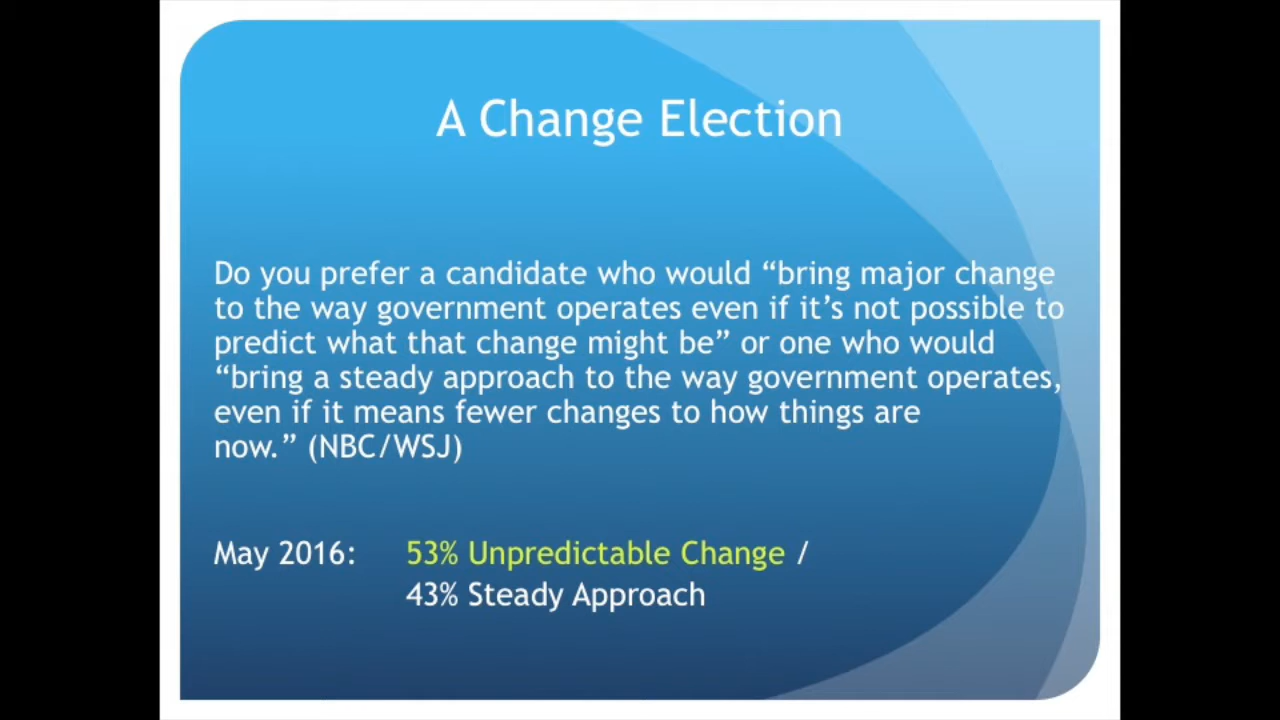 A Change Election
Do you prefer a candidate who would “bring major change
to the way government operates even if it’s not possible to
predict what that change might be” or one who would
“bring a steady approach to the way government operates,
even if it means fewer changes to how things are
now.” (NBC/WSJ)
May 2016: 53% Unpredictable Change /
43% Steady Approach